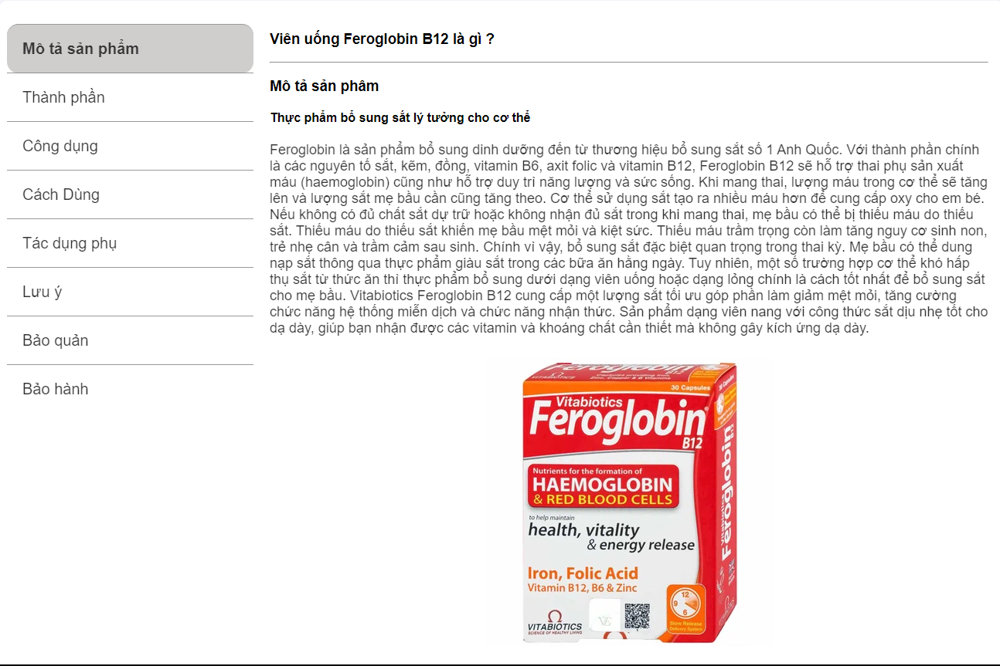 Mô tả sản phẩm
Thành phần
Công dụng
Cách Dùng
Tác dụng phụ
Lưu ý
Bảo quản
Bảo hành
Viên uống Feroglobin B12 là gì ?
Mô tả sản phâm
Thực phẩm bổ sung sắt lý tưởng cho cơ thể
Feroglobin là sản phẩm bổ sung dinh dưỡng đến từ thương hiệu bổ sung sắt số 1 Anh Quốc. Với thành phần chính
là các nguyên tố sắt, kẽm, đồng, vitamin B6, axit folic và vitamin B12, Feroglobin B12 sẽ hỗ trợ thai phụ sản xuất
máu (haemoglobin) cũng như hỗ trợ duy trì năng lượng và sức sống. Khi mang thai, lượng máu trong cơ thể sẽ tăng
lên và lượng sắt mẹ bầu cần cũng tăng theo. Cơ thể sử dụng sắt tạo ra nhiều máu hơn để cung cấp oxy cho em bé.
Nếu không có đủ chất sắt dự trữ hoặc không nhận đủ sắt trong khi mang thai, mẹ bầu có thể bị thiếu máu do thiếu
sắt. Thiếu máu do thiếu sắt khiến mẹ bầu mệt mỏi và kiệt sức. Thiếu máu trầm trọng còn làm tăng nguy cơ sinh non,
trẻ nhẹ cân và trầm cảm sau sinh. Chính vì vậy, bổ sung sắt đặc biệt quan trọng trong thai kỳ. Mẹ bầu có thể dung
nạp sắt thông qua thực phẩm giàu sắt trong các bữa ăn hằng ngày. Tuy nhiên, một số trường hợp cơ thể khó hấp
thụ sắt từ thức ăn thì thực phẩm bổ sung dưới dạng viên uống hoặc dạng lỏng chính là cách tốt nhất để bổ sung sắt
cho mẹ bầu. Vitabiotics Feroglobin B12 cung cấp một lượng sắt tối ưu góp phần làm giảm mệt mỏi, tăng cường
chức năng hệ thống miễn dịch và chức năng nhận thức. Sản phẩm dạng viên nang với công thức sắt dịu nhẹ tốt cho
dạ dày, giúp bạn nhận được các vitamin và khoáng chất cần thiết mà không gây kích ứng dạ dày.
Feroglobin
B12
VITABIOTICS
Capsules providing Iron,
Zinc, Copper & B Vitamins
30 Capsules
30 Capsules
Vitabiotics
Feroglobin
B12
Nutrients for the formation of
HAEMOGLOBIN
& RED BLOOD CELLS
to help maintain
health, vitality
& energy release
Iron, Folic Acid
Vitamin B12, B6 & Zinc
VITABIOTICS
SCIENCE OF HEALTHY LIVING
12
9 3
6
Slow Release
Delivery System
Vitabiotics
Feroglobin
B12